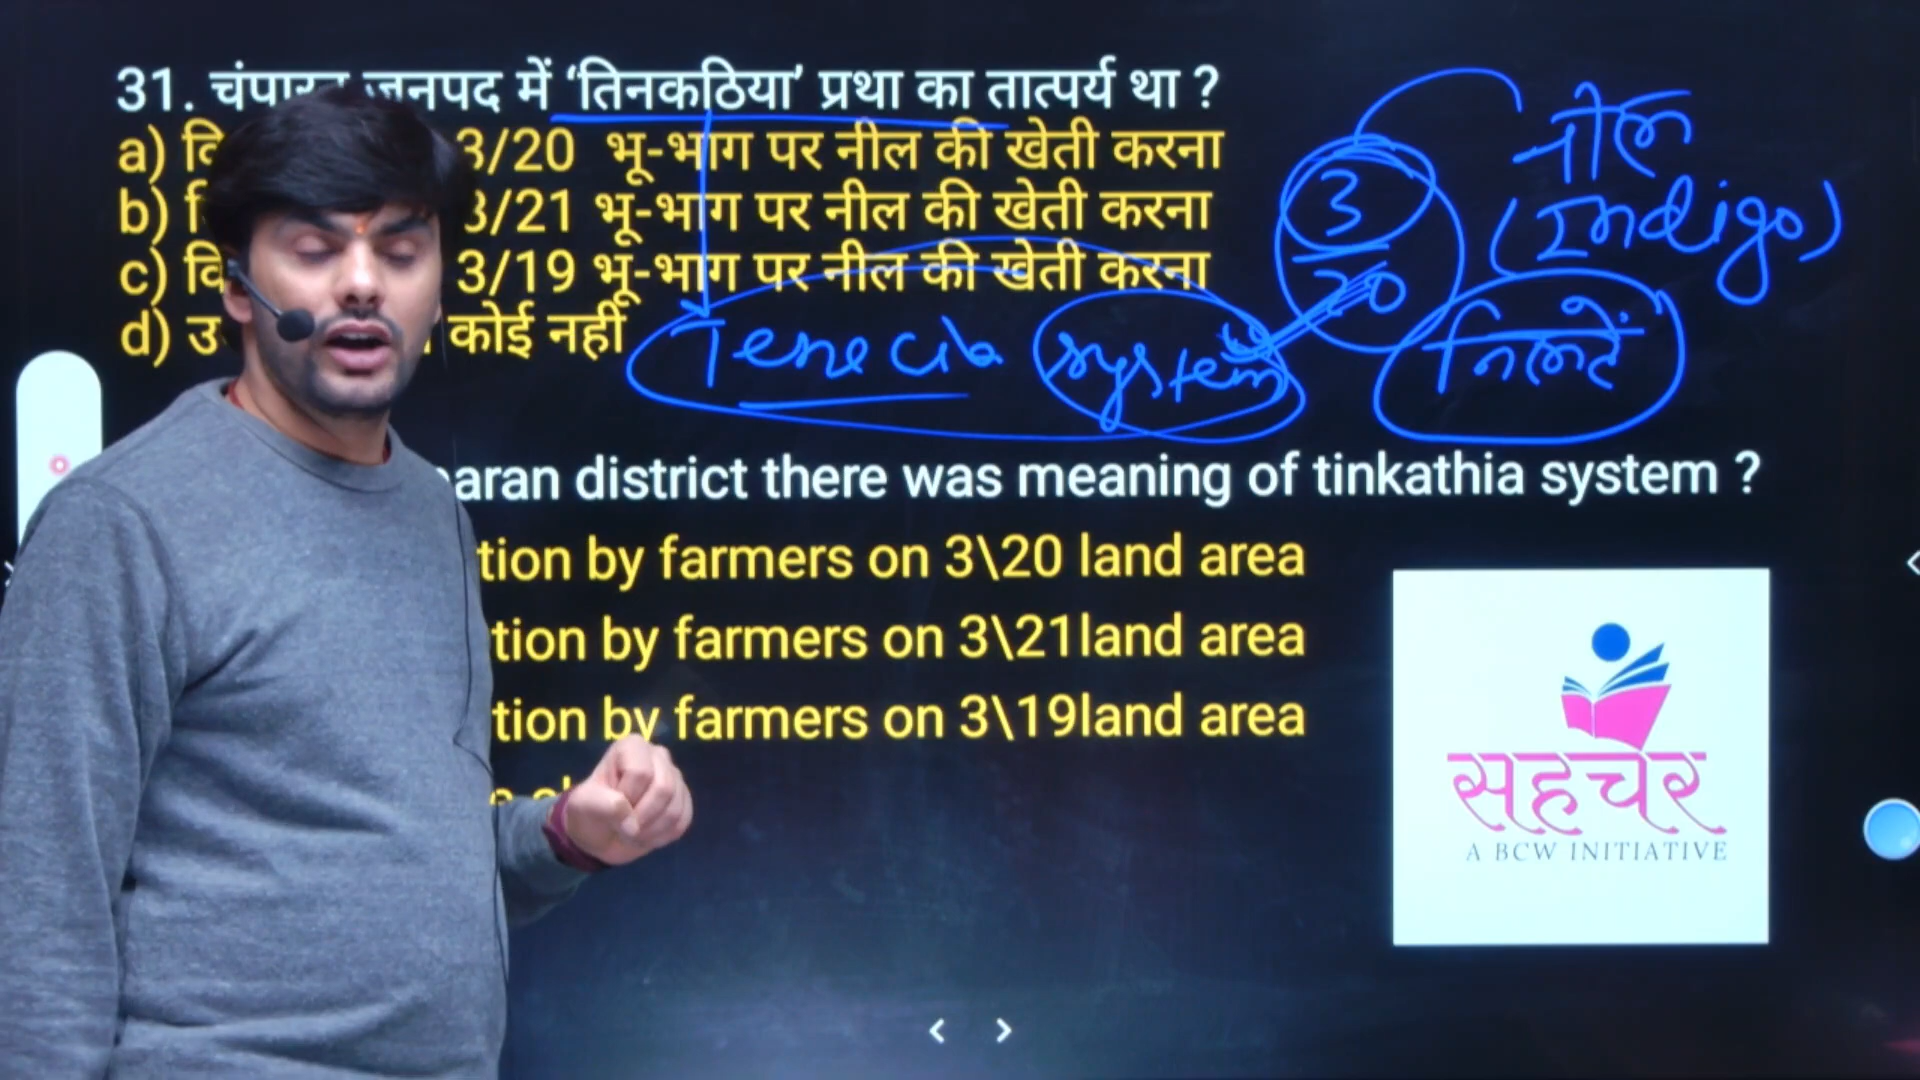 31. चंपारन जनपद में ‘तिनकठिया’ प्रथा का तात्पर्य था ?
a) 3/20 भू-भाग पर नील की खेती करना
b) 3/21 भू-भाग पर नील की खेती करना
c) 3/19 भू-भाग पर नील की खेती करना
d) कोई नहीं
3
20
नील
(Indigo)
system
paran district there was meaning of tinkathia system ?
tion by farmers on 3\20 land area
tion by farmers on 3\21land area
tion by farmers on 3\19land area
सहचर
A BCW INITIATIVE